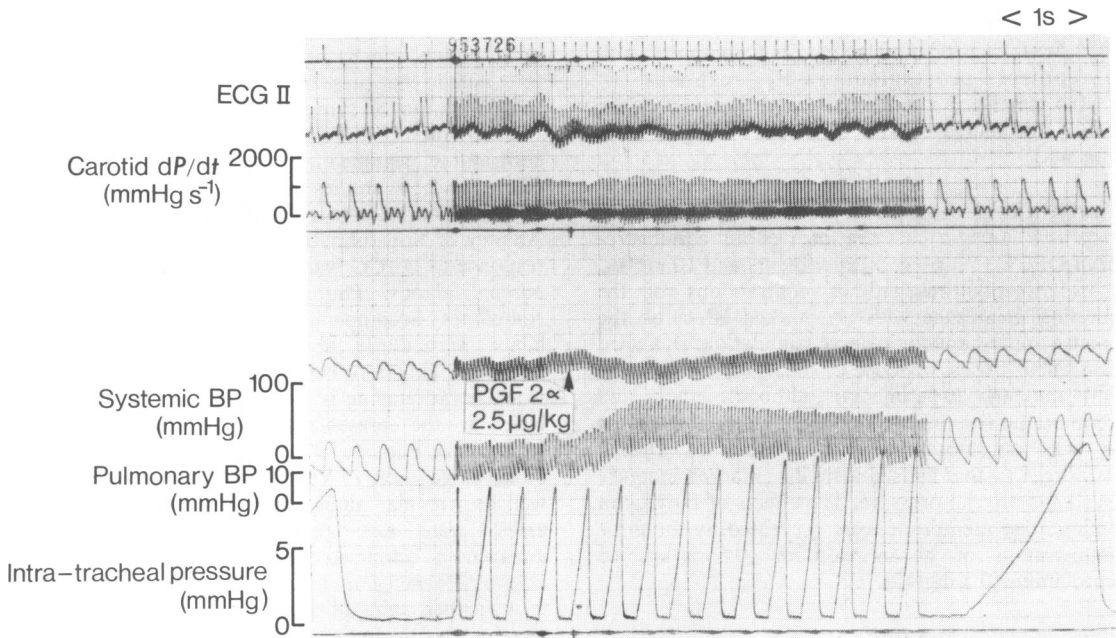 < 1s >
953726
ECG II
Carotid dP/dt
(mmHg s⁻¹)
2000
0
PGF 2∝
2.5μg/kg
Systemic BP
(mmHg)
100
0
Pulmonary BP
(mmHg)
10
0
Intra-tracheal pressure
(mmHg)
5
0